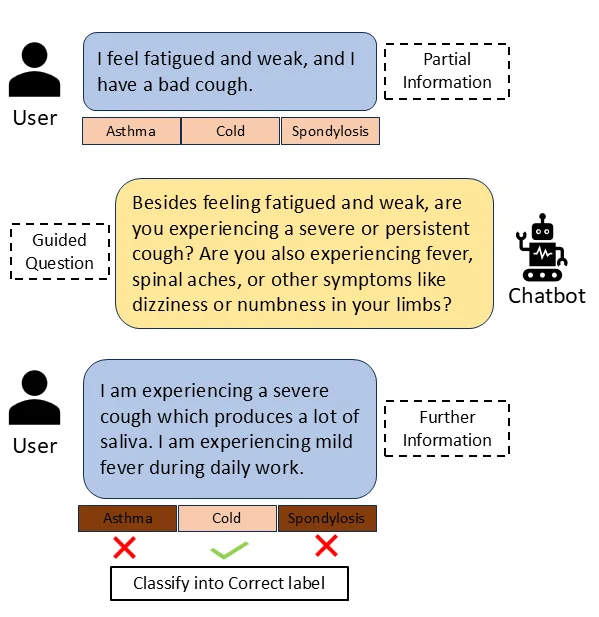 I feel fatigued and weak, and I
have a bad cough.
Partial
Information
User
Asthma
Cold
Spondylosis
Besides feeling fatigued and weak, are
you experiencing a severe or persistent
cough? Are you also experiencing fever,
spinal aches, or other symptoms like
dizziness or numbness in your limbs?
Guided
Question
Chatbot
I am experiencing a severe
cough which produces a lot of
saliva. I am experiencing mild
fever during daily work.
Further
Information
User
Asthma
Cold
Spondylosis
Classify into Correct label